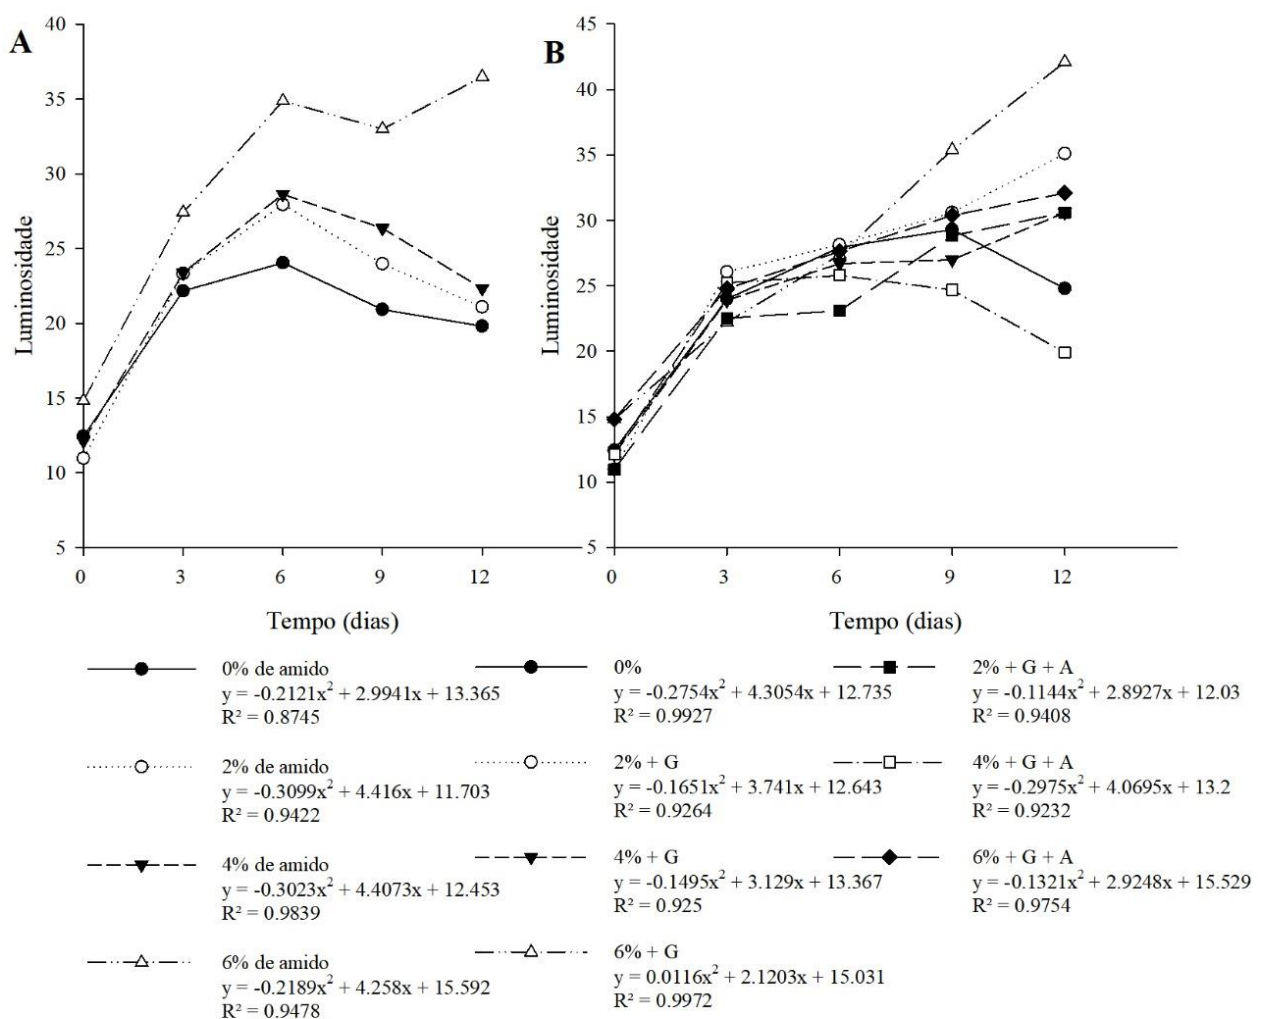 A
Luminosidade
40
35
30
25
20
15
10
5
0 3 6 9 12
Tempo (dias)
B
Luminosidade
45
40
35
30
25
20
15
10
5
0 3 6 9 12
Tempo (dias)
0% de amido
y = -0.2121x² + 2.9941x + 13.365
R² = 0.8745
2% de amido
y = -0.3099x² + 4.416x + 11.703
R² = 0.9422
4% de amido
y = -0.3023x² + 4.4073x + 12.453
R² = 0.9839
6% de amido
y = -0.2189x² + 4.258x + 15.592
R² = 0.9478
0%
y = -0.2754x² + 4.3054x + 12.735
R² = 0.9927
2% + G
y = -0.1651x² + 3.741x + 12.643
R² = 0.9264
4% + G
y = -0.1495x² + 3.129x + 13.367
R² = 0.925
6% + G
y = 0.0116x² + 2.1203x + 15.031
R² = 0.9972
2% + G + A
y = -0.1144x² + 2.8927x + 12.03
R² = 0.9408
4% + G + A
y = -0.2975x² + 4.0695x + 13.2
R² = 0.9232
6% + G + A
y = -0.1321x² + 2.9248x + 15.529
R² = 0.9754